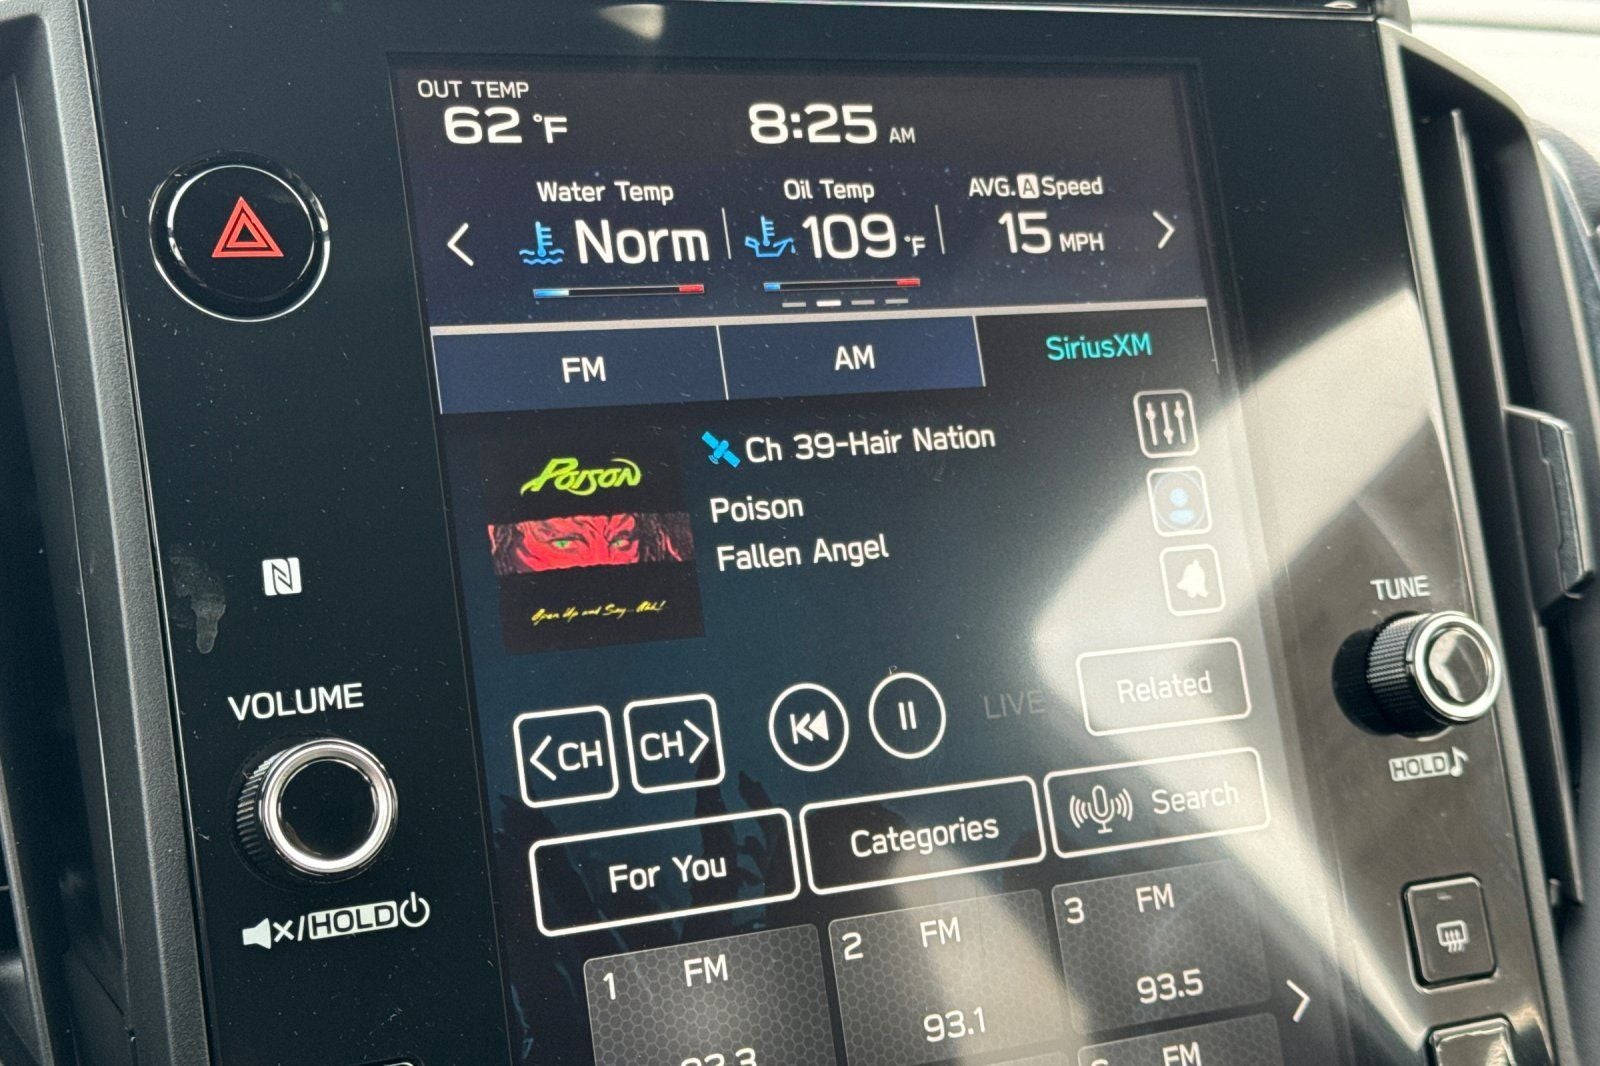 OUT TEMP
62 °F
8:25 AM
Water Temp
Norm
Oil Temp
109 °F
AVG. A Speed
15 MPH
FM
AM
SiriusXM
Ch 39-Hair Nation
Poison
Fallen Angel
POISON
Open Up and Say...Ahh!
VOLUME
TUNE
HOLD
<CH
CH>
LIVE
Related
For You
Categories
Search
/HOLD
1 FM
2 FM
93.1
3 FM
93.5
FM